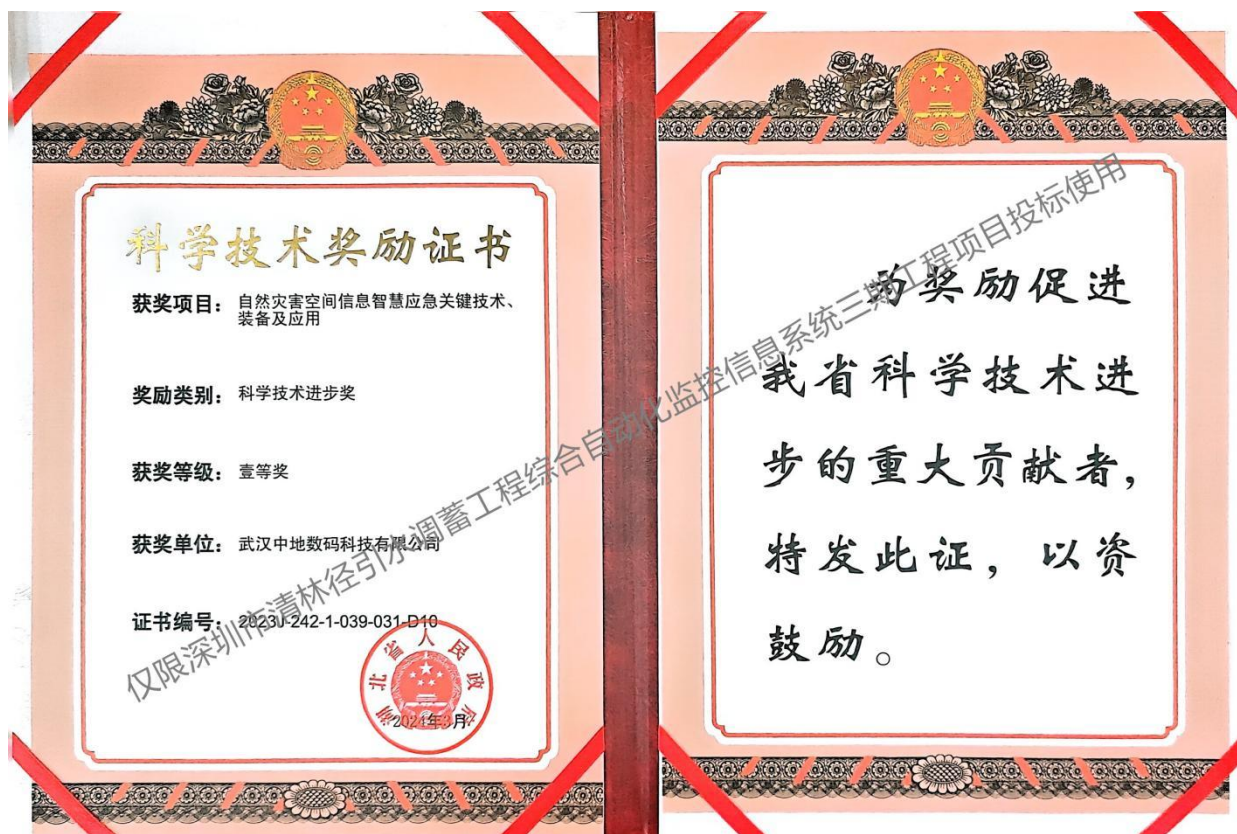 科学技术奖励证书
获奖项目：自然灾害空间信息智慧应急关键技术、
装备及应用
奖励类别：科学技术进步奖
获奖等级：壹等奖
获奖单位：武汉中地数码科技有限公司
证书编号：2023J-242-1-039-031-D10
湖北省人民政府
2024年3月
为奖励促进
我省科学技术进
步的重大贡献者，
特发此证，以资
鼓励。
仅限深圳市清林径引水调蓄工程综合自动化监控信息系统三期工程项目投标使用